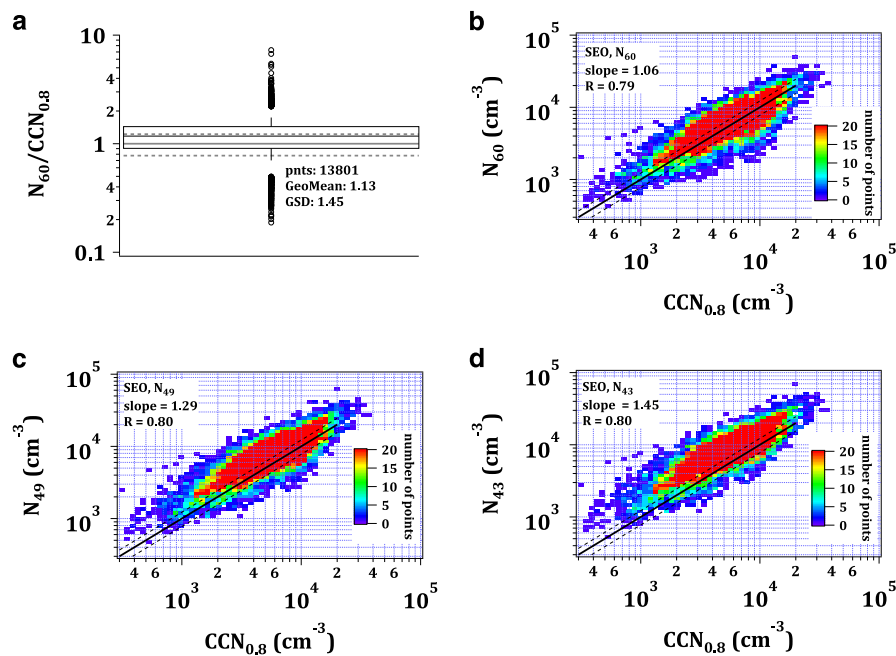 a
10
4
2
1
4
2
0.1
N60/CCN0.8
pnts: 13801
GeoMean: 1.13
GSD: 1.45
b
10^5
10^4
10^3
N60 (cm^-3)
SEO, N60
slope = 1.06
R = 0.79
20
15
10
5
0
number of points
4 6 2 4 6 2 4 6
10^3 10^4 10^5
CCN0.8 (cm^-3)
c
10^5
10^4
10^3
N49 (cm^-3)
SEO, N49
slope = 1.29
R = 0.80
20
15
10
5
0
number of points
4 6 8 2 4 6 8 2 4 6 8
10^3 10^4 10^5
CCN0.8 (cm^-3)
d
10^5
10^4
10^3
N43 (cm^-3)
SEO, N43
slope = 1.45
R = 0.80
20
15
10
5
0
number of points
4 6 2 4 6 2 4 6
10^3 10^4 10^5
CCN0.8 (cm^-3)